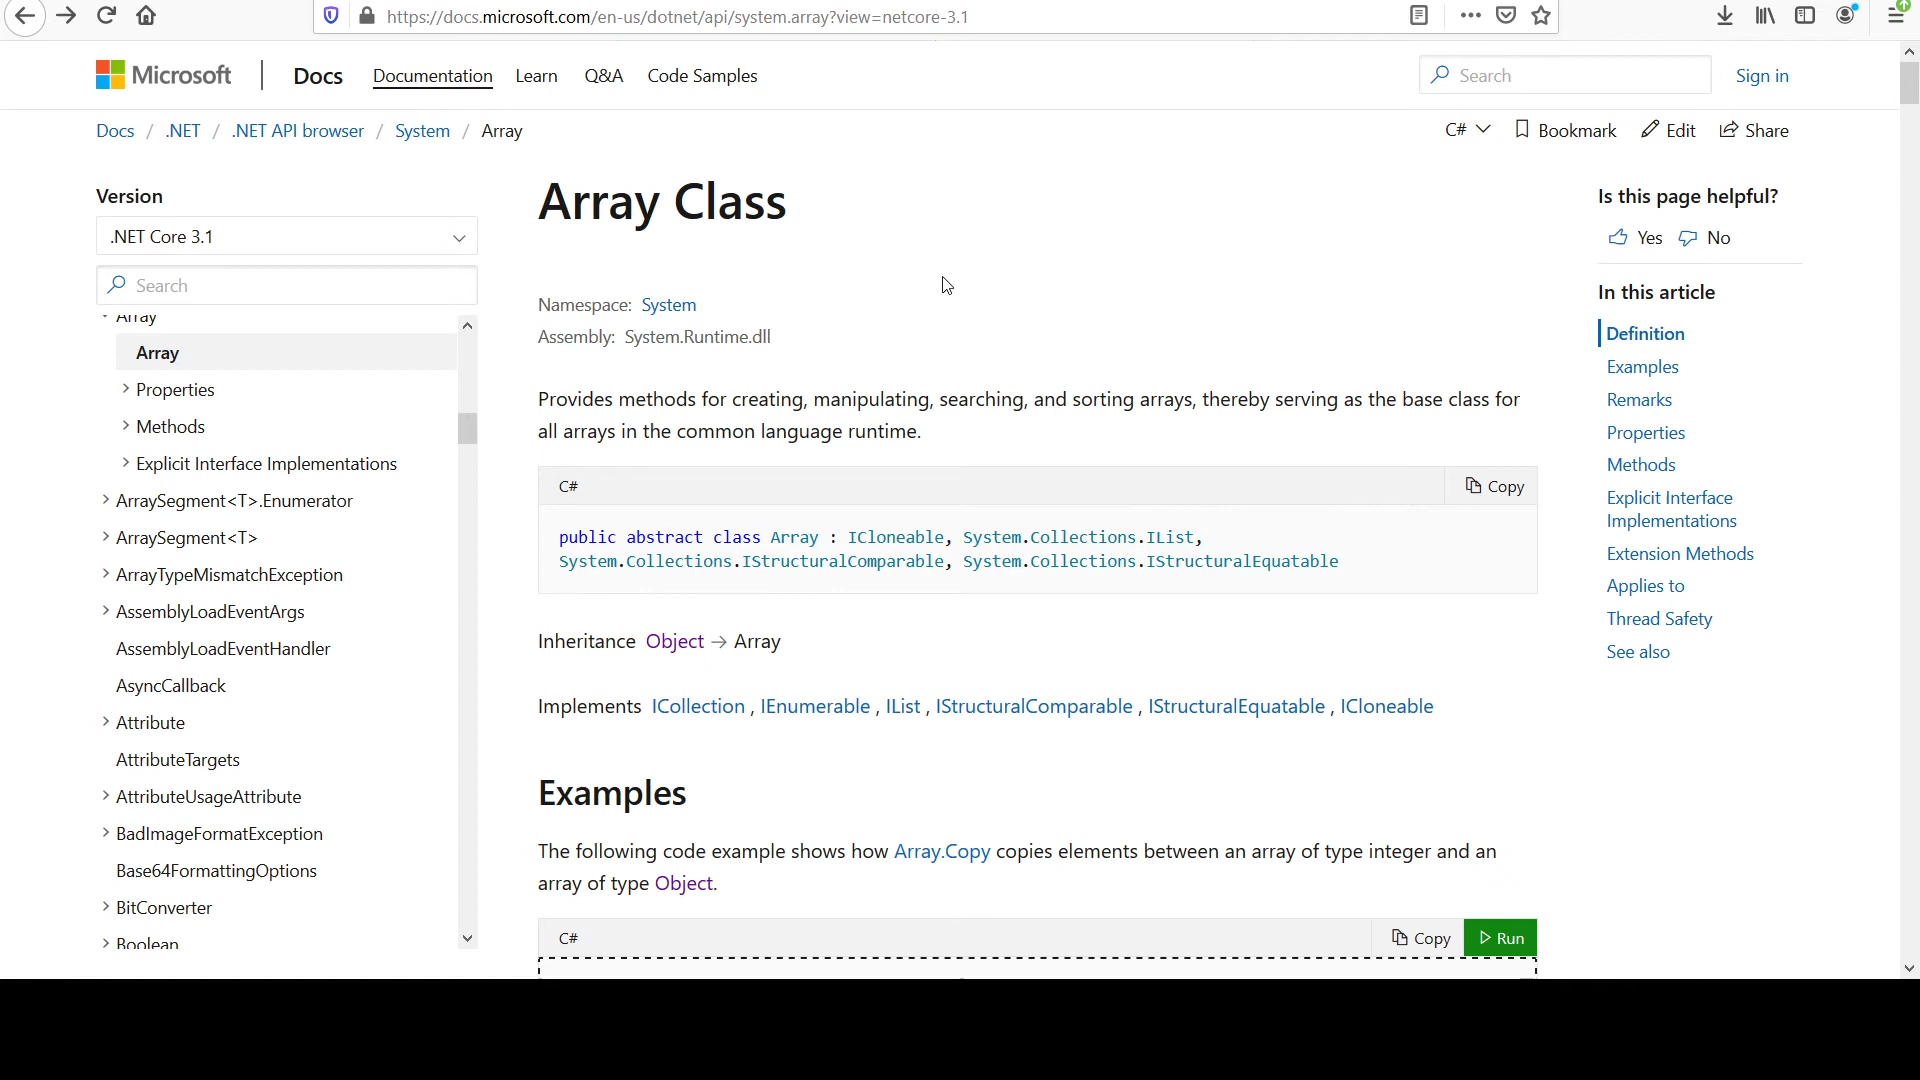 https://docs.microsoft.com/en-us/dotnet/api/system.array?view=netcore-3.1
Microsoft
Docs
Documentation
Learn
Q&A
Code Samples
Search
Sign in
Docs / .NET / .NET API browser / System / Array
C#
Bookmark
Edit
Share
Version
.NET Core 3.1
Search
Array
Array
Properties
Methods
Explicit Interface Implementations
ArraySegment<T>.Enumerator
ArraySegment<T>
ArrayTypeMismatchException
AssemblyLoadEventArgs
AssemblyLoadEventHandler
AsyncCallback
Attribute
AttributeTargets
AttributeUsageAttribute
BadImageFormatException
Base64FormattingOptions
BitConverter
Boolean
Array Class
Namespace: System
Assembly: System.Runtime.dll
Provides methods for creating, manipulating, searching, and sorting arrays, thereby serving as the base class for
all arrays in the common language runtime.
C#
Copy
public abstract class Array : ICloneable, System.Collections.IList,
System.Collections.IStructuralComparable, System.Collections.IStructuralEquatable
Inheritance Object → Array
Implements ICollection , IEnumerable , IList , IStructuralComparable , IStructuralEquatable , ICloneable
Examples
The following code example shows how Array.Copy copies elements between an array of type integer and an
array of type Object.
C#
Copy
Run
Is this page helpful?
Yes
No
In this article
Definition
Examples
Remarks
Properties
Methods
Explicit Interface
Implementations
Extension Methods
Applies to
Thread Safety
See also